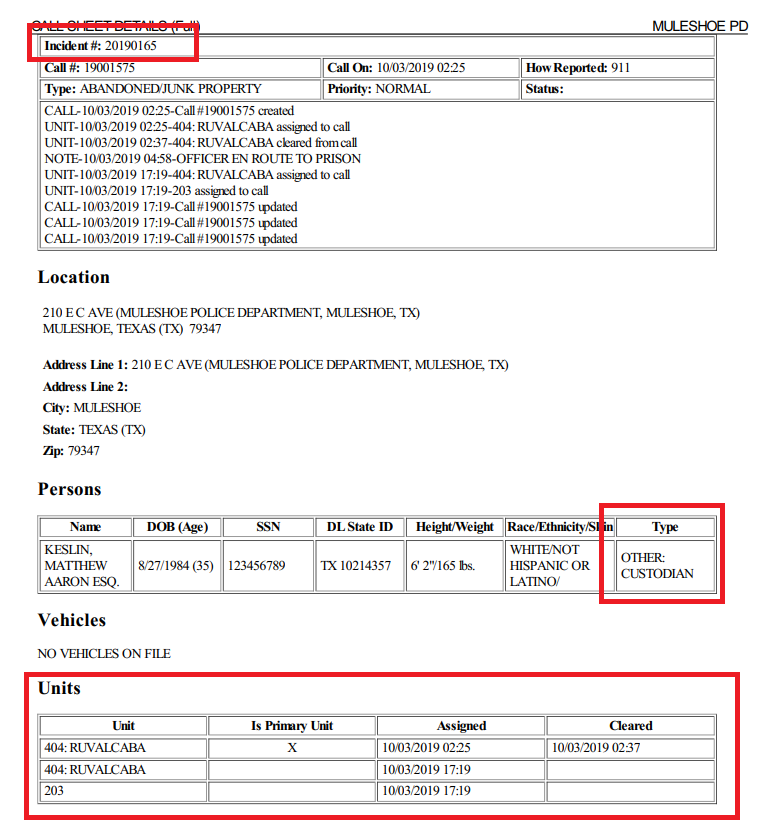 CALL SHEET DETAILS (Full) MULESHOE PD
Incident #: 20190165
Call #: 19001575 Call On: 10/03/2019 02:25 How Reported: 911
Type: ABANDONED/JUNK PROPERTY Priority: NORMAL Status:
CALL-10/03/2019 02:25-Call #19001575 created
UNIT-10/03/2019 02:25-404: RUVALCABA assigned to call
UNIT-10/03/2019 02:37-404: RUVALCABA cleared from call
NOTE-10/03/2019 04:58-OFFICER EN ROUTE TO PRISON
UNIT-10/03/2019 17:19-404: RUVALCABA assigned to call
UNIT-10/03/2019 17:19-203 assigned to call
CALL-10/03/2019 17:19-Call #19001575 updated
CALL-10/03/2019 17:19-Call #19001575 updated
CALL-10/03/2019 17:19-Call #19001575 updated
Location
210 E C AVE (MULESHOE POLICE DEPARTMENT, MULESHOE, TX)
MULESHOE, TEXAS (TX) 79347
Address Line 1: 210 E C AVE (MULESHOE POLICE DEPARTMENT, MULESHOE, TX)
Address Line 2:
City: MULESHOE
State: TEXAS (TX)
Zip: 79347
Persons
Name DOB (Age) SSN DL State ID Height/Weight Race/Ethnicity/Skin Type
KESLIN, MATTHEW AARON ESQ. 8/27/1984 (35) 123456789 TX 10214357 6' 2"/165 lbs. WHITE/NOT HISPANIC OR LATINO/ OTHER: CUSTODIAN
Vehicles
NO VEHICLES ON FILE
Units
Unit Is Primary Unit Assigned Cleared
404: RUVALCABA X 10/03/2019 02:25 10/03/2019 02:37
404: RUVALCABA 10/03/2019 17:19
203 10/03/2019 17:19